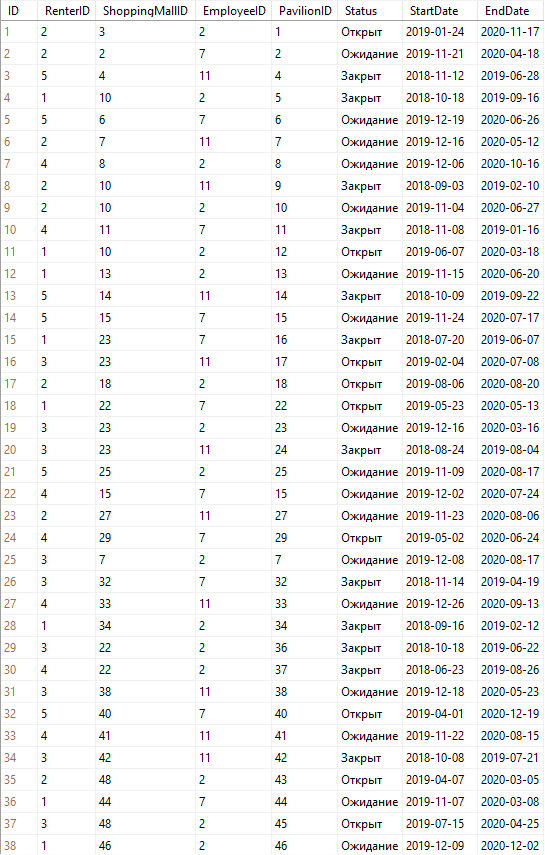 ID RenterID ShoppingMallID EmployeeID PavilionID Status StartDate EndDate
1 2 3 2 1 Открыт 2019-01-24 2020-11-17
2 2 2 7 2 Ожидание 2019-11-21 2020-04-18
3 5 4 11 4 Закрыт 2018-11-12 2019-06-28
4 1 10 2 5 Закрыт 2018-10-18 2019-09-16
5 5 6 7 6 Ожидание 2019-12-19 2020-06-26
6 2 7 11 7 Ожидание 2019-12-16 2020-05-12
7 4 8 2 8 Ожидание 2019-12-06 2020-10-16
8 2 10 11 9 Закрыт 2018-09-03 2019-02-10
9 2 10 2 10 Ожидание 2019-11-04 2020-06-27
10 4 11 7 11 Закрыт 2018-11-08 2019-01-16
11 1 10 2 12 Открыт 2019-06-07 2020-03-18
12 1 13 2 13 Ожидание 2019-11-15 2020-06-20
13 5 14 11 14 Закрыт 2018-10-09 2019-09-22
14 5 15 7 15 Ожидание 2019-11-24 2020-07-17
15 1 23 7 16 Закрыт 2018-07-20 2019-06-07
16 3 23 11 17 Открыт 2019-02-04 2020-07-08
17 2 18 2 18 Открыт 2019-08-06 2020-08-20
18 1 22 7 22 Открыт 2019-05-23 2020-05-13
19 3 23 2 23 Ожидание 2019-12-16 2020-03-16
20 3 23 11 24 Закрыт 2018-08-24 2019-08-04
21 5 25 2 25 Ожидание 2019-11-09 2020-08-17
22 4 15 7 15 Ожидание 2019-12-02 2020-07-24
23 2 27 11 27 Ожидание 2019-11-23 2020-08-06
24 4 29 7 29 Открыт 2019-05-02 2020-06-24
25 3 7 2 7 Ожидание 2019-12-08 2020-08-17
26 3 32 7 32 Закрыт 2018-11-14 2019-04-19
27 4 33 11 33 Ожидание 2019-12-26 2020-09-13
28 1 34 2 34 Закрыт 2018-09-16 2019-02-12
29 3 22 2 36 Закрыт 2018-10-18 2019-06-22
30 4 22 2 37 Закрыт 2018-06-23 2019-08-26
31 3 38 11 38 Ожидание 2019-12-18 2020-05-23
32 5 40 7 40 Открыт 2019-04-01 2020-12-19
33 4 41 11 41 Ожидание 2019-11-22 2020-08-15
34 3 42 11 42 Закрыт 2018-10-08 2019-07-21
35 2 48 2 43 Открыт 2019-04-07 2020-03-05
36 1 44 7 44 Ожидание 2019-11-07 2020-03-08
37 3 48 2 45 Открыт 2019-07-15 2020-04-25
38 1 46 2 46 Ожидание 2019-12-09 2020-12-02